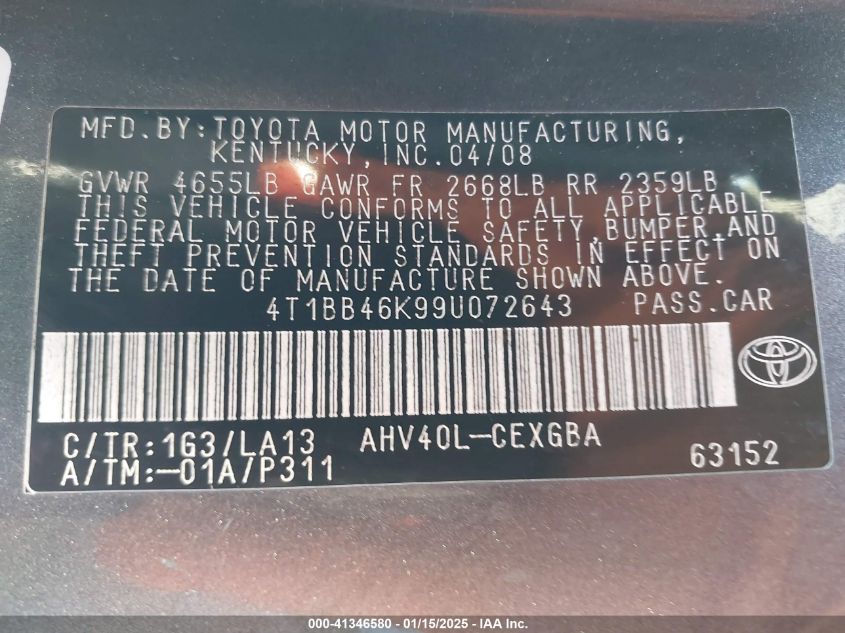 MFD.BY:TOYOTA MOTOR MANUFACTURING,
KENTUCKY,INC.04/08
GVWR 4655LB GAWR FR 2668LB RR 2359LB
THIS VEHICLE CONFORMS TO ALL APPLICABLE
FEDERAL MOTOR VEHICLE SAFETY,BUMPER,AND
THEFT PREVENTION STANDARDS IN EFFECT ON
THE DATE OF MANUFACTURE SHOWN ABOVE.
4T1BB46K99U072643 PASS.CAR
C/TR:1G3/LA13 AHV40L-CEXGBA
A/TM:-01A/P311 63152
000-41346580 - 01/15/2025 - IAA Inc.